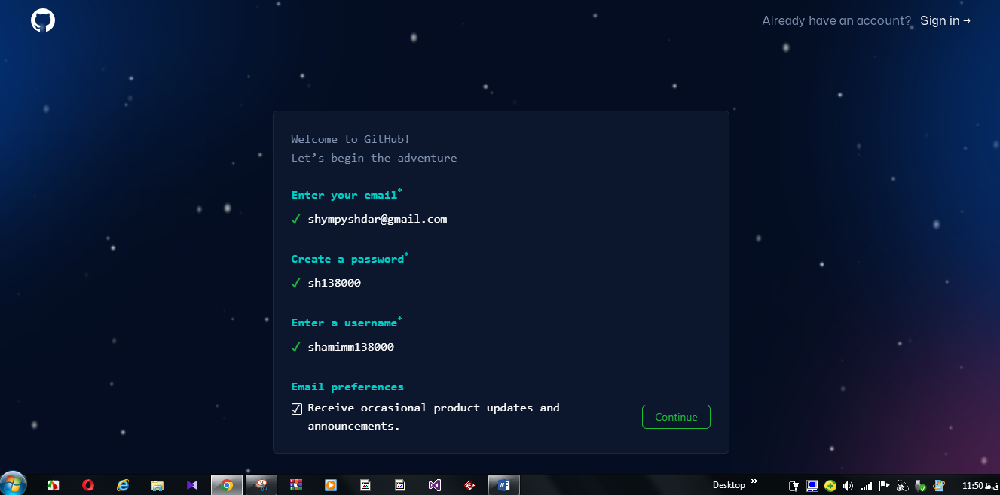 Already have an account? Sign in →
Welcome to GitHub!
Let’s begin the adventure
Enter your email*
✓ shympyshdar@gmail.com
Create a password*
✓ sh138000
Enter a username*
✓ shamimm138000
Email preferences
Receive occasional product updates and
announcements.
Continue
Desktop »
11:50 ق.ظ